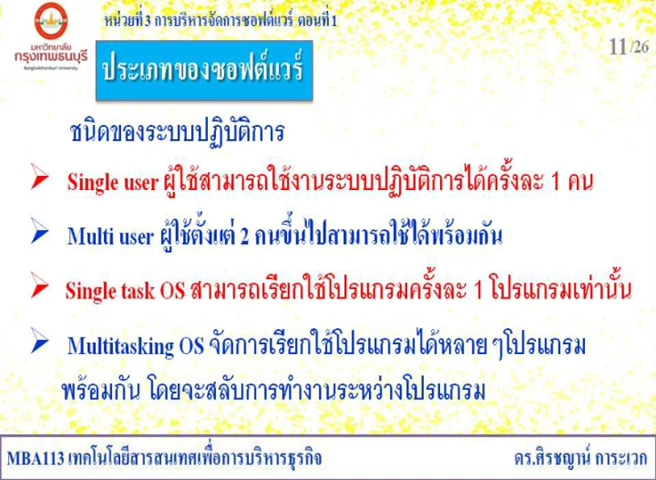 หน่วยที่ 3 การบริหารจัดการซอฟต์แวร์ ตอนที่ 1
มหาวิทยาลัย
กรุงเทพธนบุรี
Bangkokthonburi University
11/26
ประเภทของซอฟต์แวร์
ชนิดของระบบปฏิบัติการ
Single user ผู้ใช้สามารถใช้งานระบบปฏิบัติการได้ครั้งละ 1 คน
Multi user ผู้ใช้ตั้งแต่ 2 คนขึ้นไปสามารถใช้ได้พร้อมกัน
Single task OS สามารถเรียกใช้โปรแกรมครั้งละ 1 โปรแกรมเท่านั้น
Multitasking OS จัดการเรียกใช้โปรแกรมได้หลาย ๆโปรแกรม
พร้อมกัน โดยจะสลับการทำงานระหว่างโปรแกรม
MBA113 เทคโนโลยีสารสนเทศเพื่อการบริหารธุรกิจ
ดร.ศิรชญาน์ การะเวก